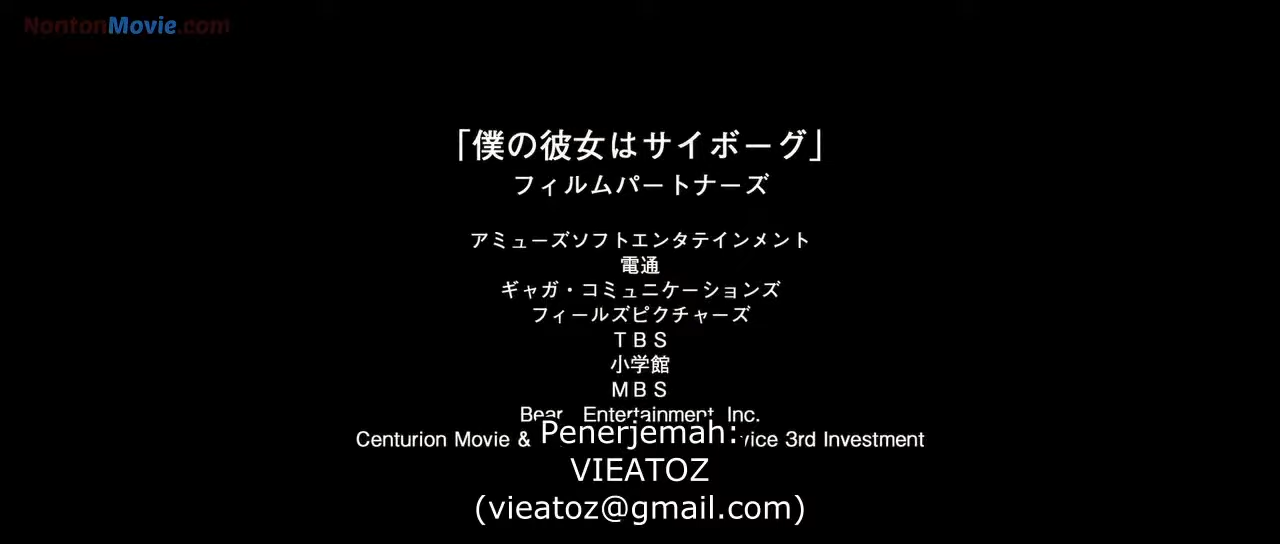 NontonMovie.com
「僕の彼女はサイボーグ」
フィルムパートナーズ
アミューズソフトエンタテインメント
電通
ギャガ・コミュニケーションズ
フィールズピクチャーズ
ＴＢＳ
小学館
ＭＢＳ
Bear Entertainment Inc.
Centurion Movie & 3rd Investment
Penerjemah:
VIEATOZ
(vieatoz@gmail.com)